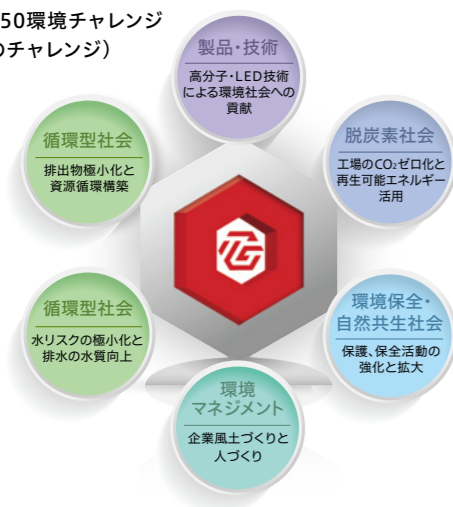 50環境チャレンジ
のチャレンジ)
製品・技術
高分子・LED技術
による環境社会への
貢献
循環型社会
排出物極小化と
資源循環構築
脱炭素社会
工場のCO₂ゼロ化と
再生可能エネルギー
活用
TG
循環型社会
水リスクの極小化と
排水の水質向上
環境保全・
自然共生社会
保護、保全活動の
強化と拡大
環境
マネジメント
企業風土づくりと
人づくり